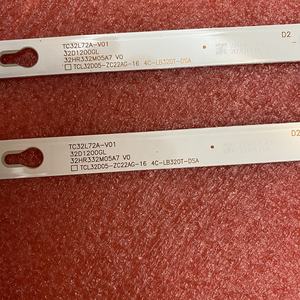 D2
TC32L72A-V01
32D1200GL
32HR332M05A7 V0
TCL32D05-ZC22AG-16 4C-LB320T-DSA
D2
TC32L72A-V01
32D1200GL
32HR332M05A7 V0
TCL32D05-ZC22AG-16 4C-LB320T-DSA